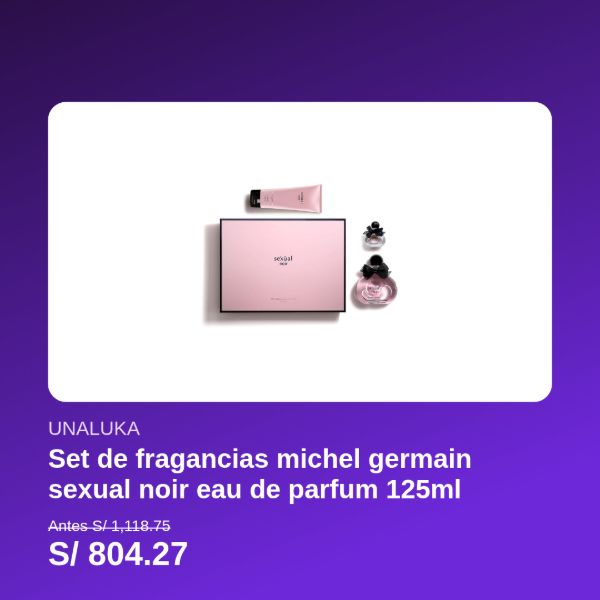 sexual
noir
UNALUKA
Set de fragancias michel germain
sexual noir eau de parfum 125ml
Antes S/ 1,118.75
S/ 804.27